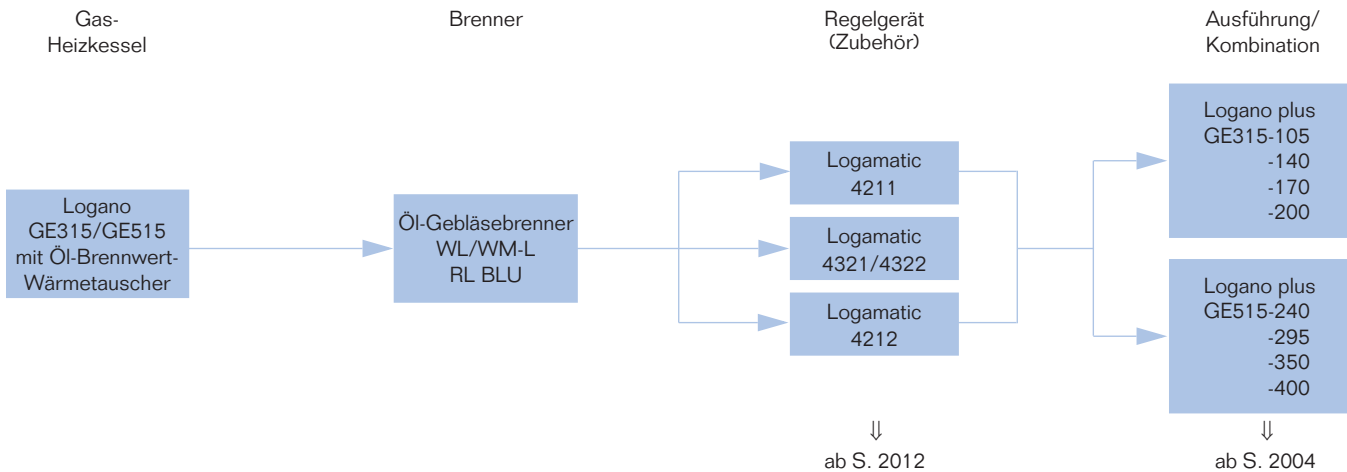 Gas-
Heizkessel
Brenner
Regelgerät
(Zubehör)
Ausführung/
Kombination
Logano
GE315/GE515
mit Öl-Brennwert-
Wärmetauscher
Öl-Gebläsebrenner
WL/WM-L
RL BLU
Logamatic
4211
Logamatic
4321/4322
Logamatic
4212
Logano plus
GE315-105
-140
-170
-200
Logano plus
GE515-240
-295
-350
-400
⇓
ab S. 2012
⇓
ab S. 2004